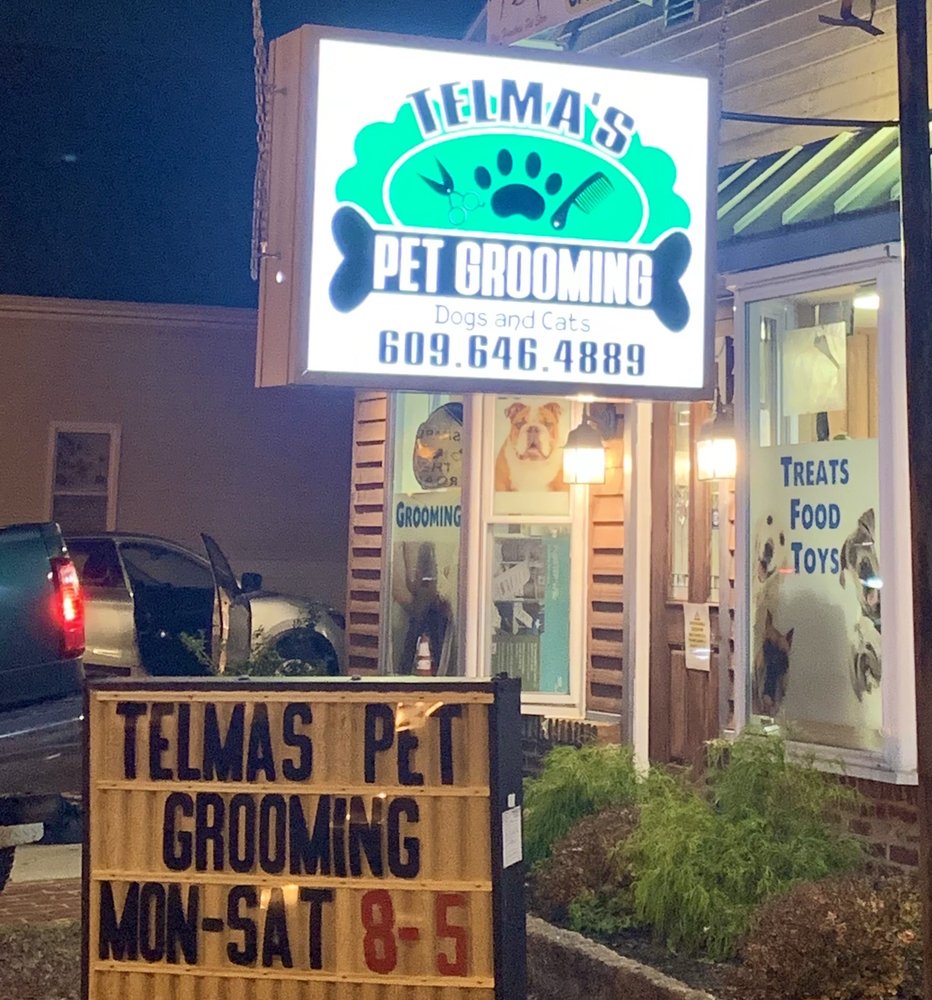 TELMA'S
PET GROOMING
Dogs and Cats
609.646.4889
GROOMING
TREATS
FOOD
TOYS
TELMAS PET
GROOMING
MON-SAT 8-5